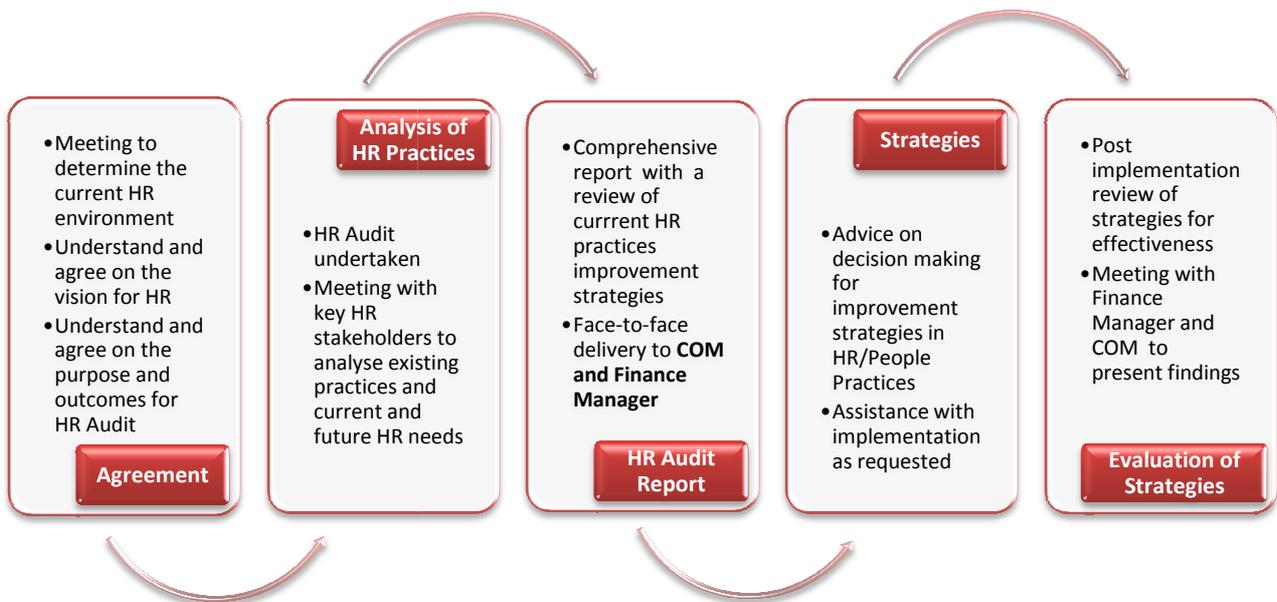 •Meeting to
determine the
current HR
environment
•Understand and
agree on the
vision for HR
•Understand and
agree on the
purpose and
outcomes for
HR Audit
Agreement
Analysis of
HR Practices
•HR Audit
undertaken
•Meeting with
key HR
stakeholders to
analyse existing
practices and
current and
future HR needs
•Comprehensive
report with a
review of
currrent HR
practices
improvement
strategies
•Face-to-face
delivery to COM
and Finance
Manager
HR Audit
Report
Strategies
•Advice on
decision making
for
improvement
strategies in
HR/People
Practices
•Assistance with
implementation
as requested
•Post
implementation
review of
strategies for
effectiveness
•Meeting with
Finance
Manager and
COM to
present findings
Evaluation of
Strategies